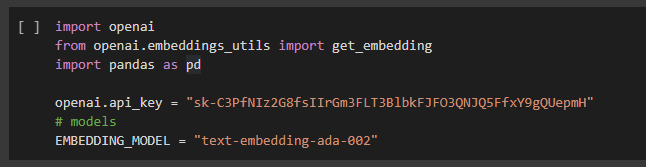 [ ] import openai
from openai.embeddings_utils import get_embedding
import pandas as pd
openai.api_key = "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"
# models
EMBEDDING_MODEL = "text-embedding-ada-002"